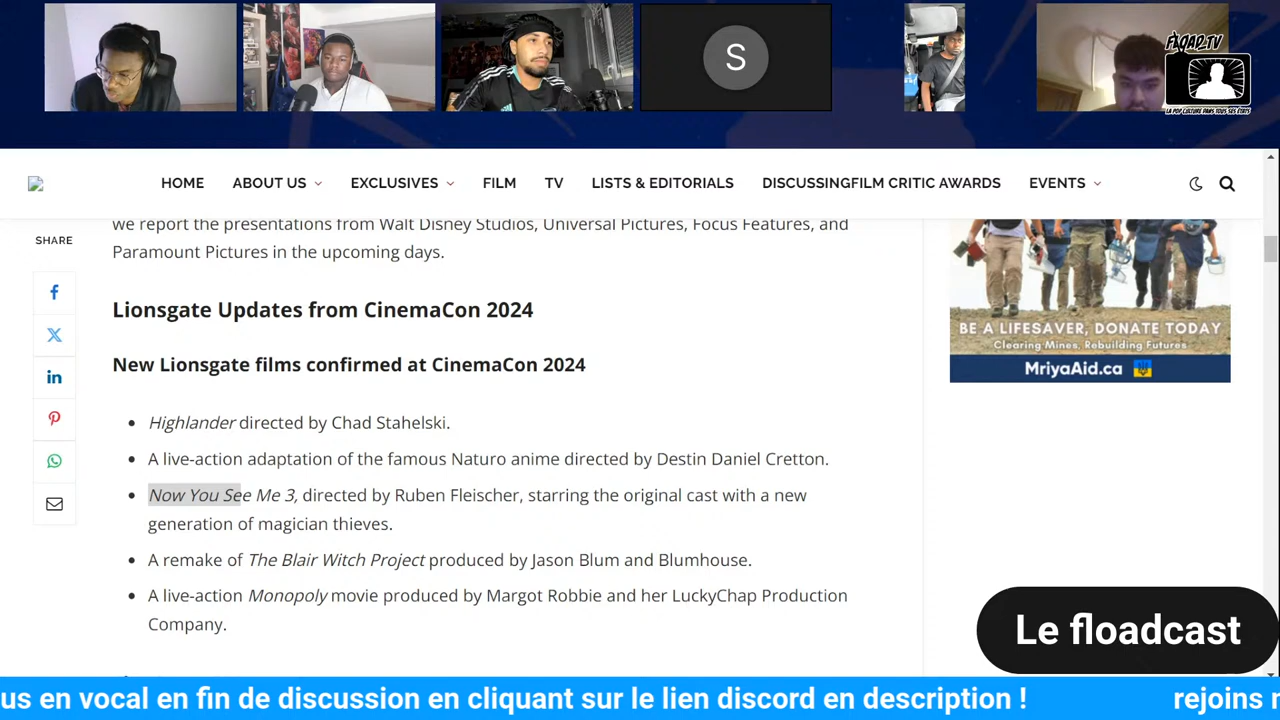 S
FLOAD TV
LA POP CULTURE DANS TOUS SES ÉTATS
HOME ABOUT US EXCLUSIVES FILM TV LISTS & EDITORIALS DISCUSSINGFILM CRITIC AWARDS EVENTS
SHARE
we report the presentations from Walt Disney Studios, Universal Pictures, Focus Features, and
Paramount Pictures in the upcoming days.
Lionsgate Updates from CinemaCon 2024
New Lionsgate films confirmed at CinemaCon 2024
Highlander directed by Chad Stahelski.
A live-action adaptation of the famous Naturo anime directed by Destin Daniel Cretton.
Now You See Me 3, directed by Ruben Fleischer, starring the original cast with a new
generation of magician thieves.
A remake of The Blair Witch Project produced by Jason Blum and Blumhouse.
A live-action Monopoly movie produced by Margot Robbie and her LuckyChap Production
Company.
BE A LIFESAVER, DONATE TODAY
Clearing Mines, Rebuilding Futures
MriyaAid.ca
Le floadcast
us en vocal en fin de discussion en cliquant sur le lien discord en description ! rejoins n